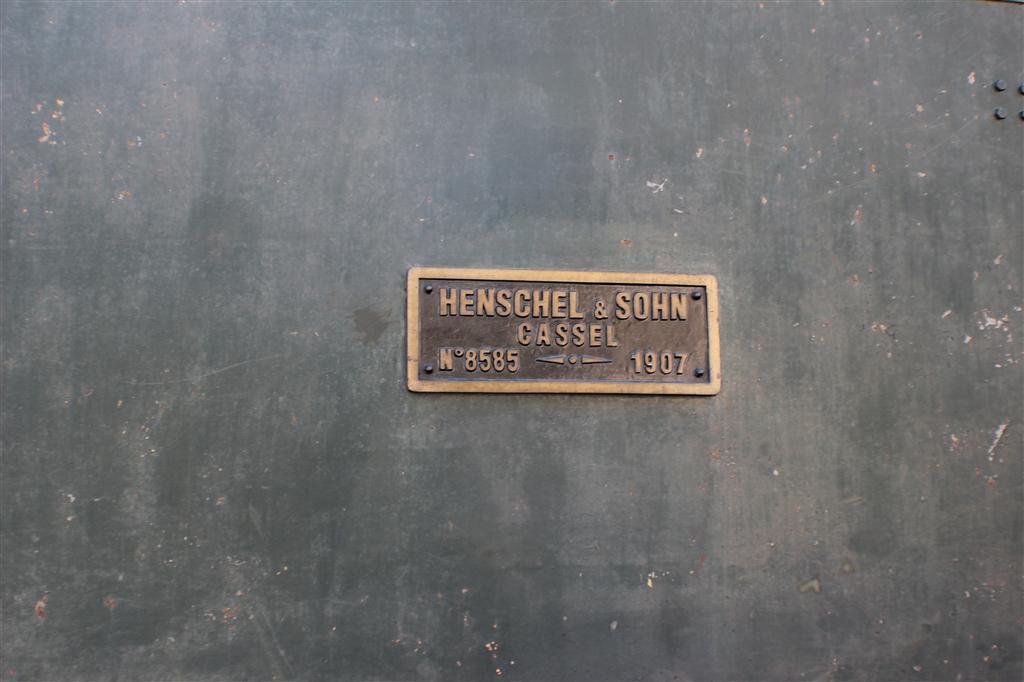 HENSCHEL & SOHN
CASSEL
N° 8585 1907